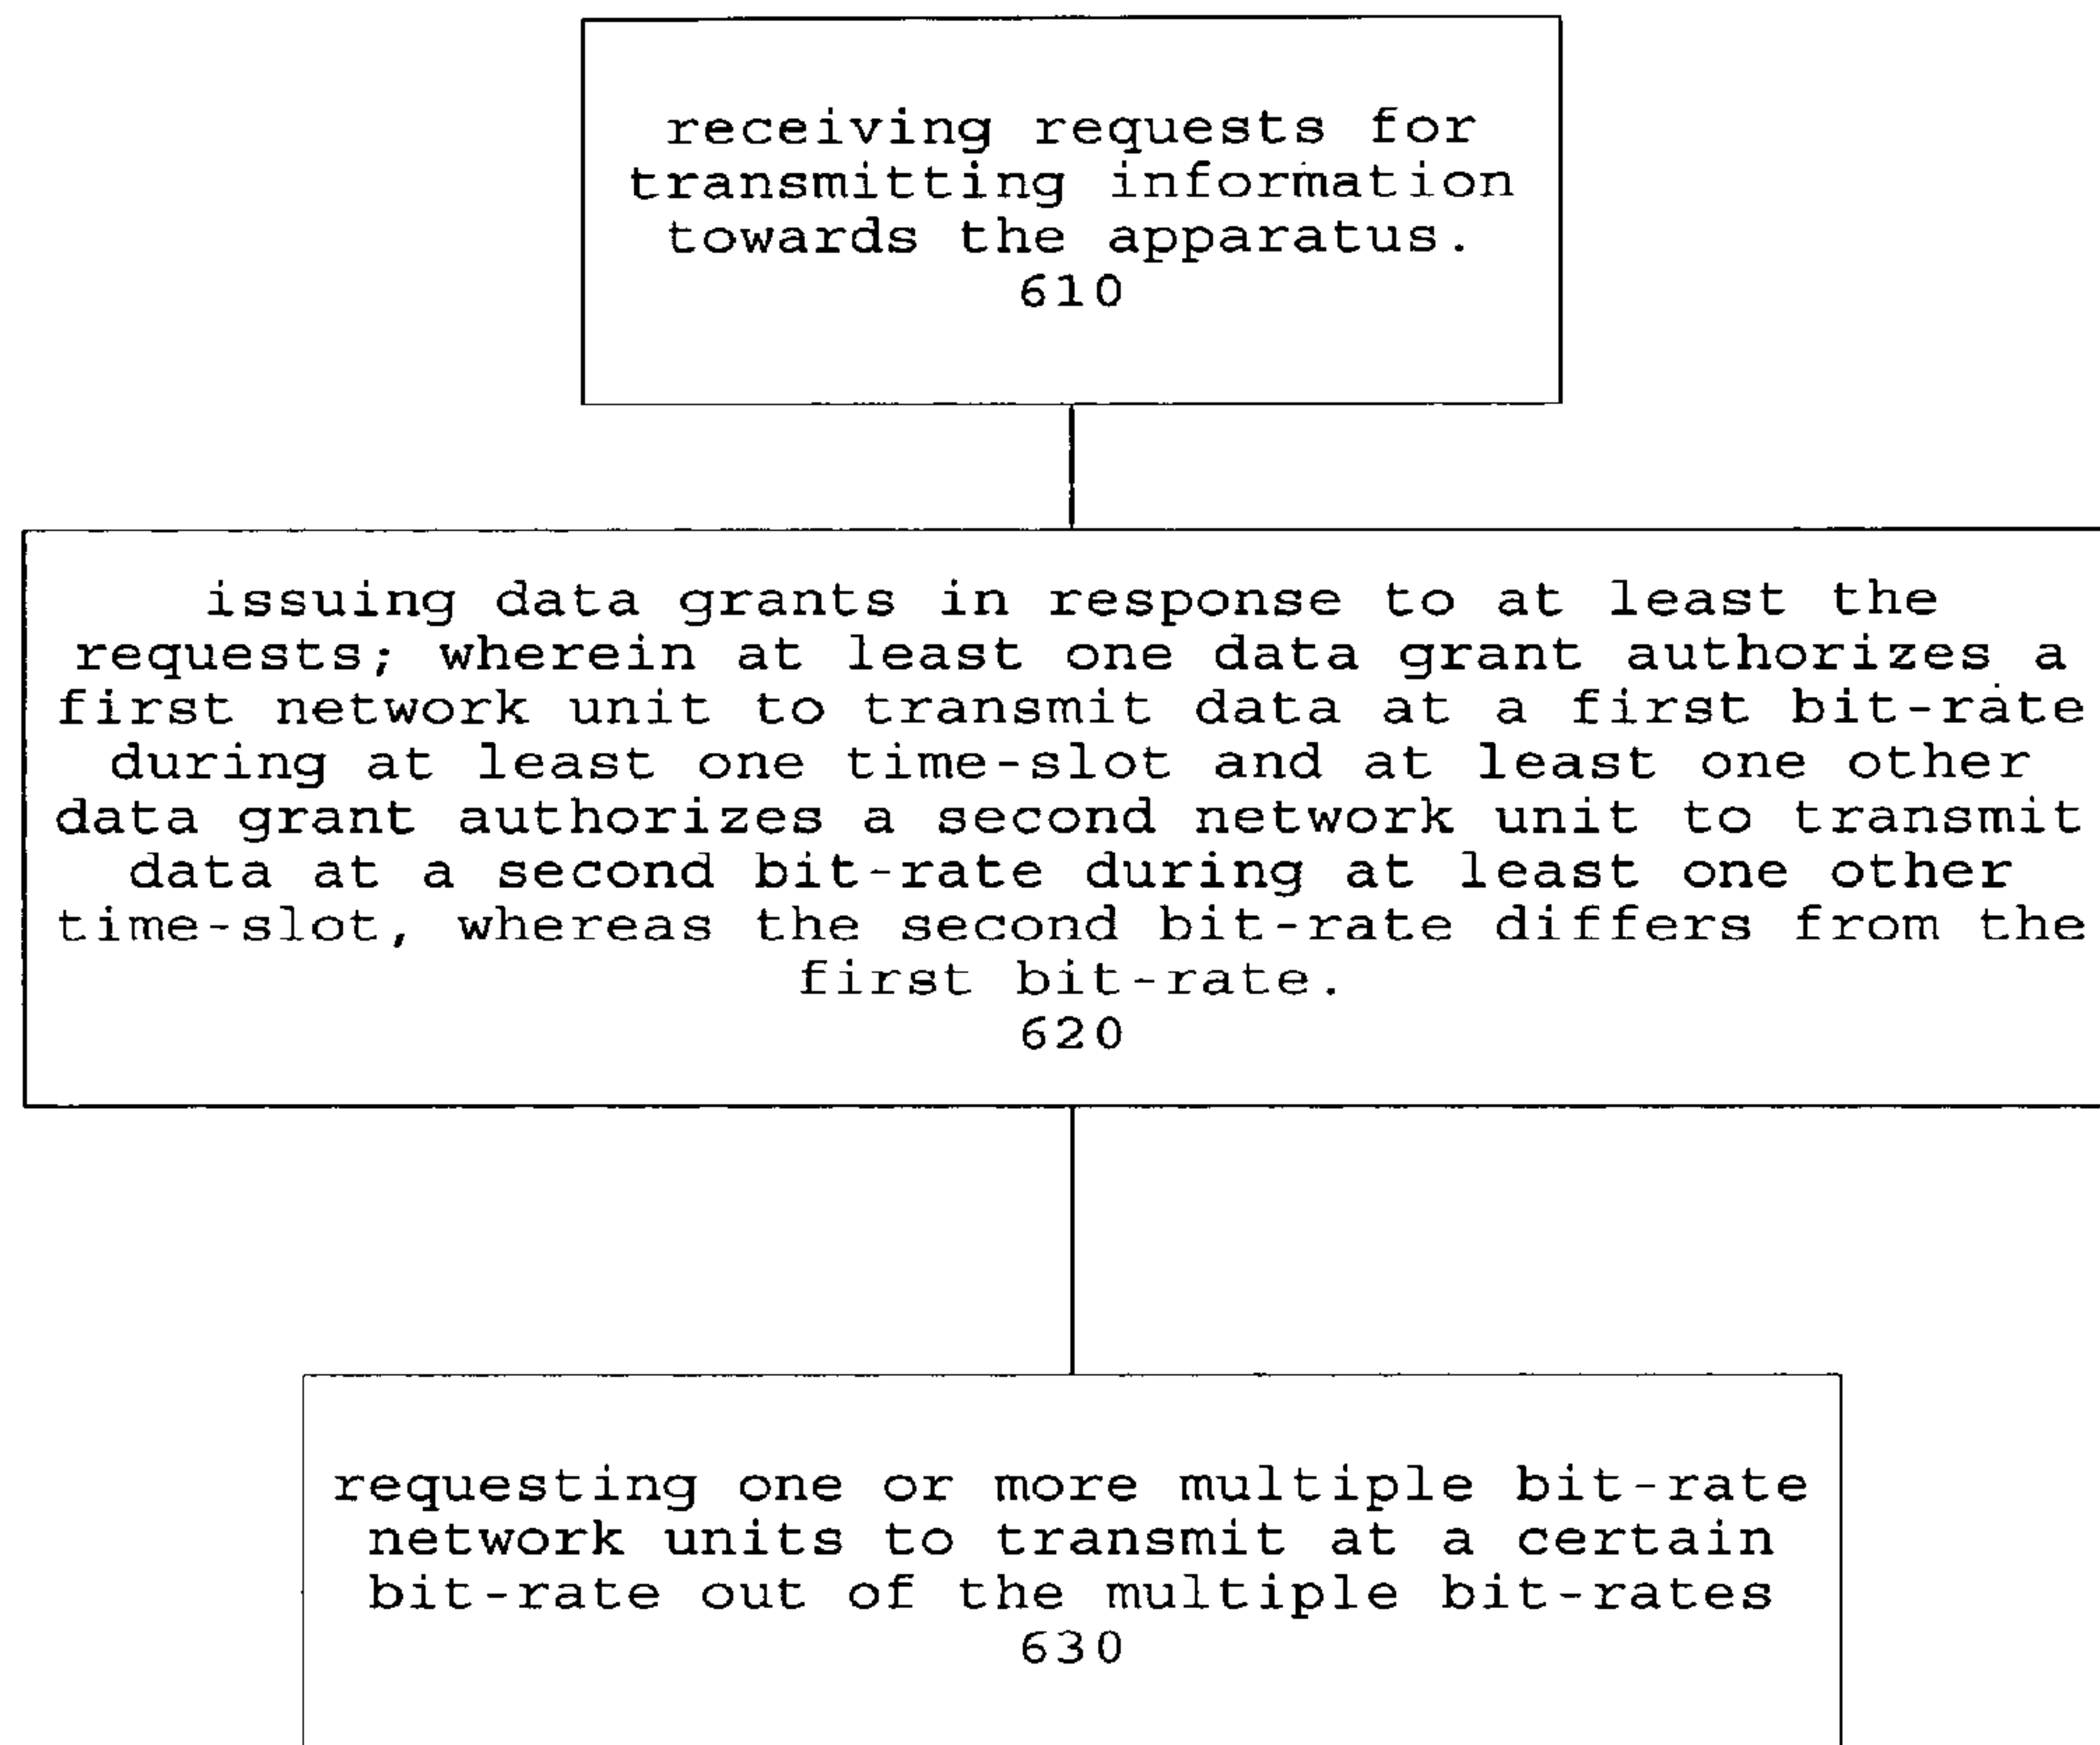 receiving requests for
transmitting information
towards the apparatus.
610
issuing data grants in response to at least the
requests; wherein at least one data grant authorizes a
first network unit to transmit data at a first bit-rate
during at least one time-slot and at least one other
data grant authorizes a second network unit to transmit
data at a second bit-rate during at least one other
time-slot, whereas the second bit-rate differs from the
first bit-rate.
620
requesting one or more multiple bit-rate
network units to transmit at a certain
bit-rate out of the multiple bit-rates
630